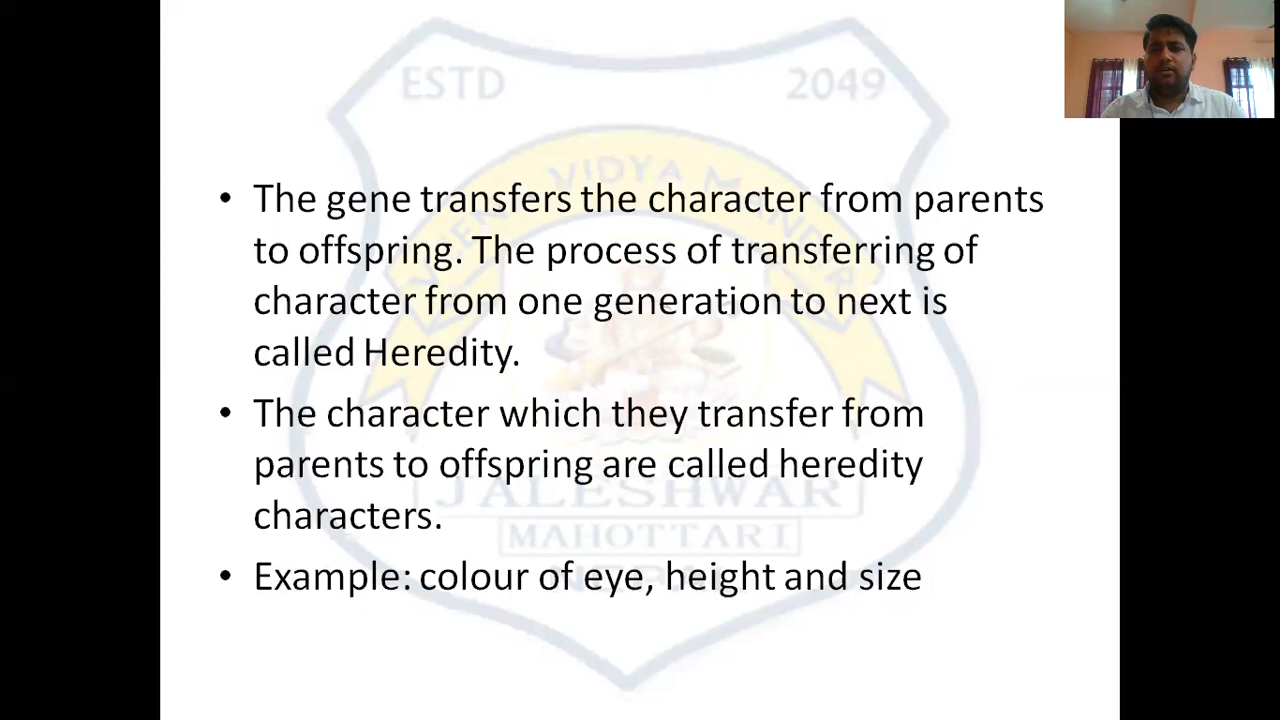 ESTD 2049
VIDYA
• The gene transfers the character from parents
to offspring. The process of transferring of
character from one generation to next is
called Heredity.
• The character which they transfer from
parents to offspring are called heredity
characters.
JALESHWAR
MAHOTTARI
• Example: colour of eye, height and size